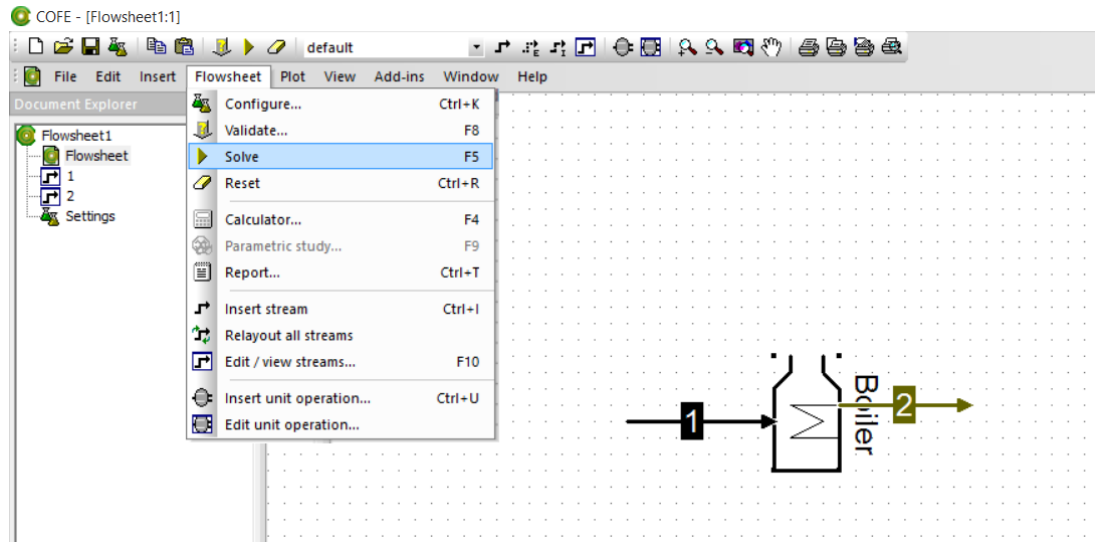 COFE - [Flowsheet1:1]
default
File Edit Insert Flowsheet Plot View Add-ins Window Help
Document Explorer
Flowsheet1
Flowsheet
1
2
Settings
Configure... Ctrl+K
Validate... F8
Solve F5
Reset Ctrl+R
Calculator... F4
Parametric study... F9
Report... Ctrl+T
Insert stream Ctrl+I
Relayout all streams
Edit / view streams... F10
Insert unit operation... Ctrl+U
Edit unit operation...
1
Boiler
2